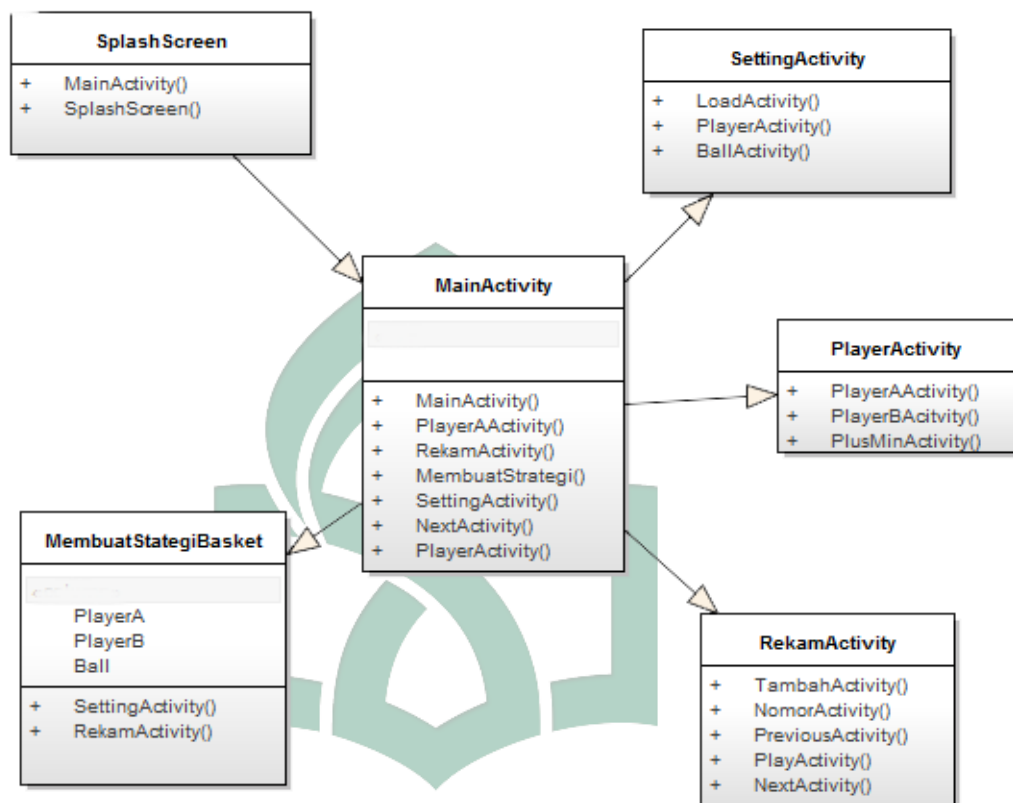 SplashScreen
+ MainActivity()
+ SplashScreen()
SettingActivity
+ LoadActivity()
+ PlayerActivity()
+ BallActivity()
MainActivity
+ MainActivity()
+ PlayerAActivity()
+ RekamActivity()
+ MembuatStrategi()
+ SettingActivity()
+ NextActivity()
+ PlayerActivity()
PlayerActivity
+ PlayerAActivity()
+ PlayerBAcitvity()
+ PlusMinActivity()
MembuatStategiBasket
PlayerA
PlayerB
Ball
+ SettingActivity()
+ RekamActivity()
RekamActivity
+ TambahActivity()
+ NomorActivity()
+ PreviousActivity()
+ PlayActivity()
+ NextActivity()